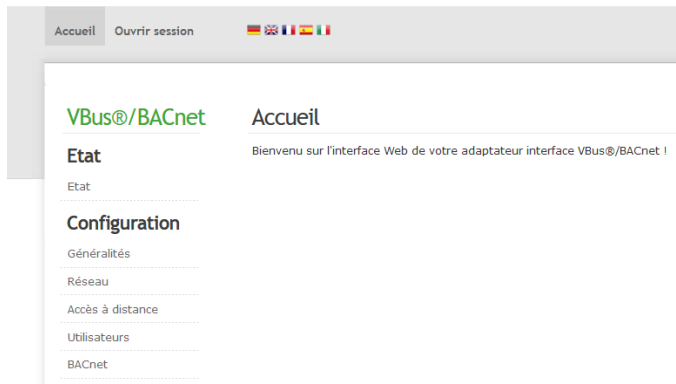 Accueil Ouvrir session
VBus®/BACnet
Etat
Etat
Configuration
Généralités
Réseau
Accès à distance
Utilisateurs
BACnet
Accueil
Bienvenu sur l'interface Web de votre adaptateur interface VBus®/BACnet !